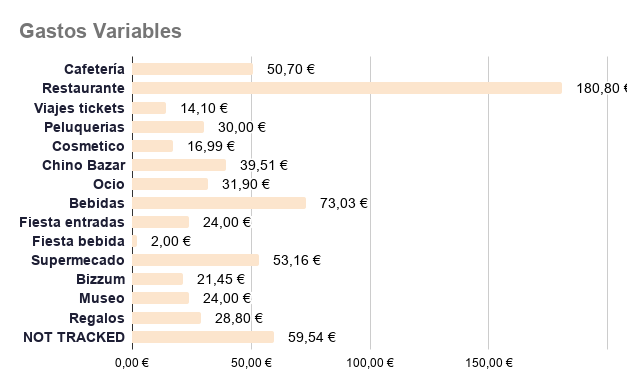 Gastos Variables
Cafetería 50,70 €
Restaurante 180,80 €
Viajes tickets 14,10 €
Peluquerias 30,00 €
Cosmetico 16,99 €
Chino Bazar 39,51 €
Ocio 31,90 €
Bebidas 73,03 €
Fiesta entradas 24,00 €
Fiesta bebida 2,00 €
Supermecado 53,16 €
Bizzum 21,45 €
Museo 24,00 €
Regalos 28,80 €
NOT TRACKED 59,54 €
0,00 € 50,00 € 100,00 € 150,00 €